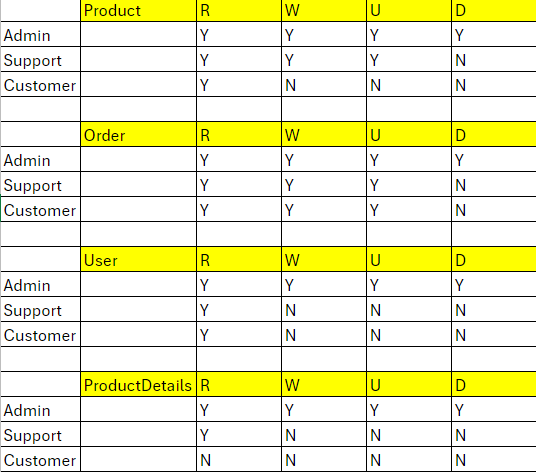 Product R W U D
Admin Y Y Y Y
Support Y Y Y N
Customer Y N N N
Order R W U D
Admin Y Y Y Y
Support Y Y Y N
Customer Y Y Y N
User R W U D
Admin Y Y Y Y
Support Y N N N
Customer Y N N N
ProductDetails R W U D
Admin Y Y Y Y
Support Y N N N
Customer N N N N